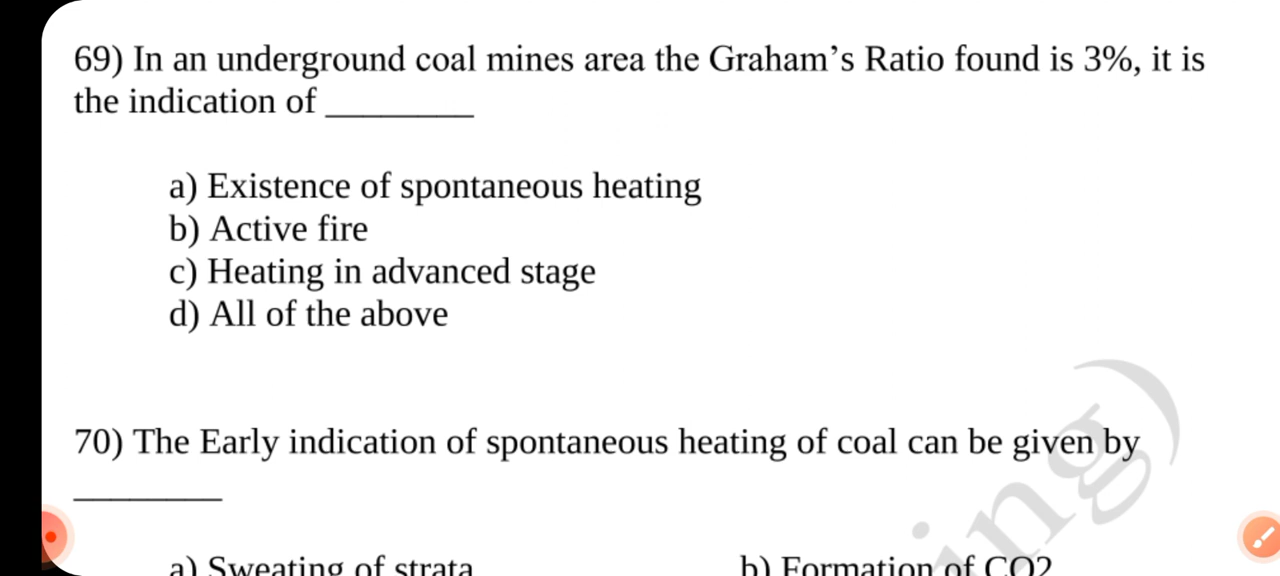 69) In an underground coal mines area the Graham’s Ratio found is 3%, it is
the indication of ________
a) Existence of spontaneous heating
b) Active fire
c) Heating in advanced stage
d) All of the above
70) The Early indication of spontaneous heating of coal can be given by
________
a) Sweating of strata b) Formation of CO2
ing)